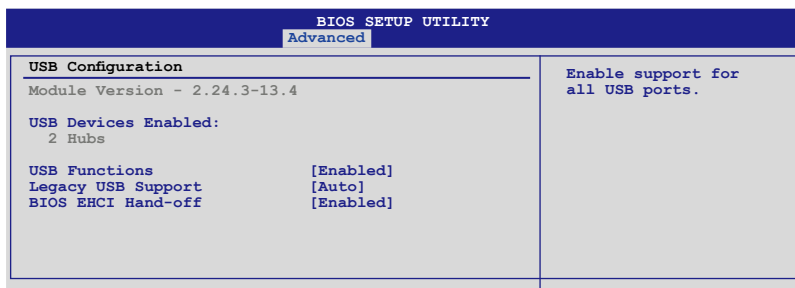 BIOS SETUP UTILITY
Advanced
USB Configuration
Module Version - 2.24.3-13.4
USB Devices Enabled:
2 Hubs
USB Functions [Enabled]
Legacy USB Support [Auto]
BIOS EHCI Hand-off [Enabled]
Enable support for
all USB ports.